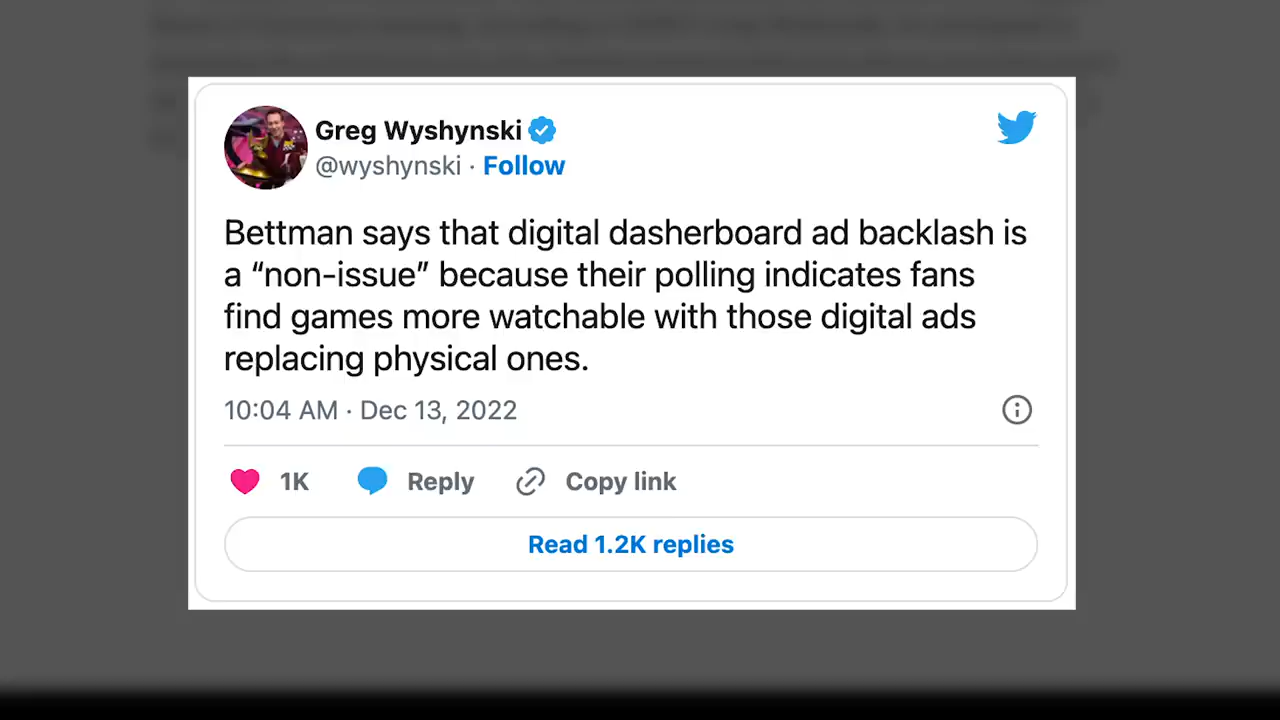 Greg Wyshynski
@wyshynski · Follow
Bettman says that digital dasherboard ad backlash is
a “non-issue” because their polling indicates fans
find games more watchable with those digital ads
replacing physical ones.
10:04 AM · Dec 13, 2022
1K Reply Copy link
Read 1.2K replies